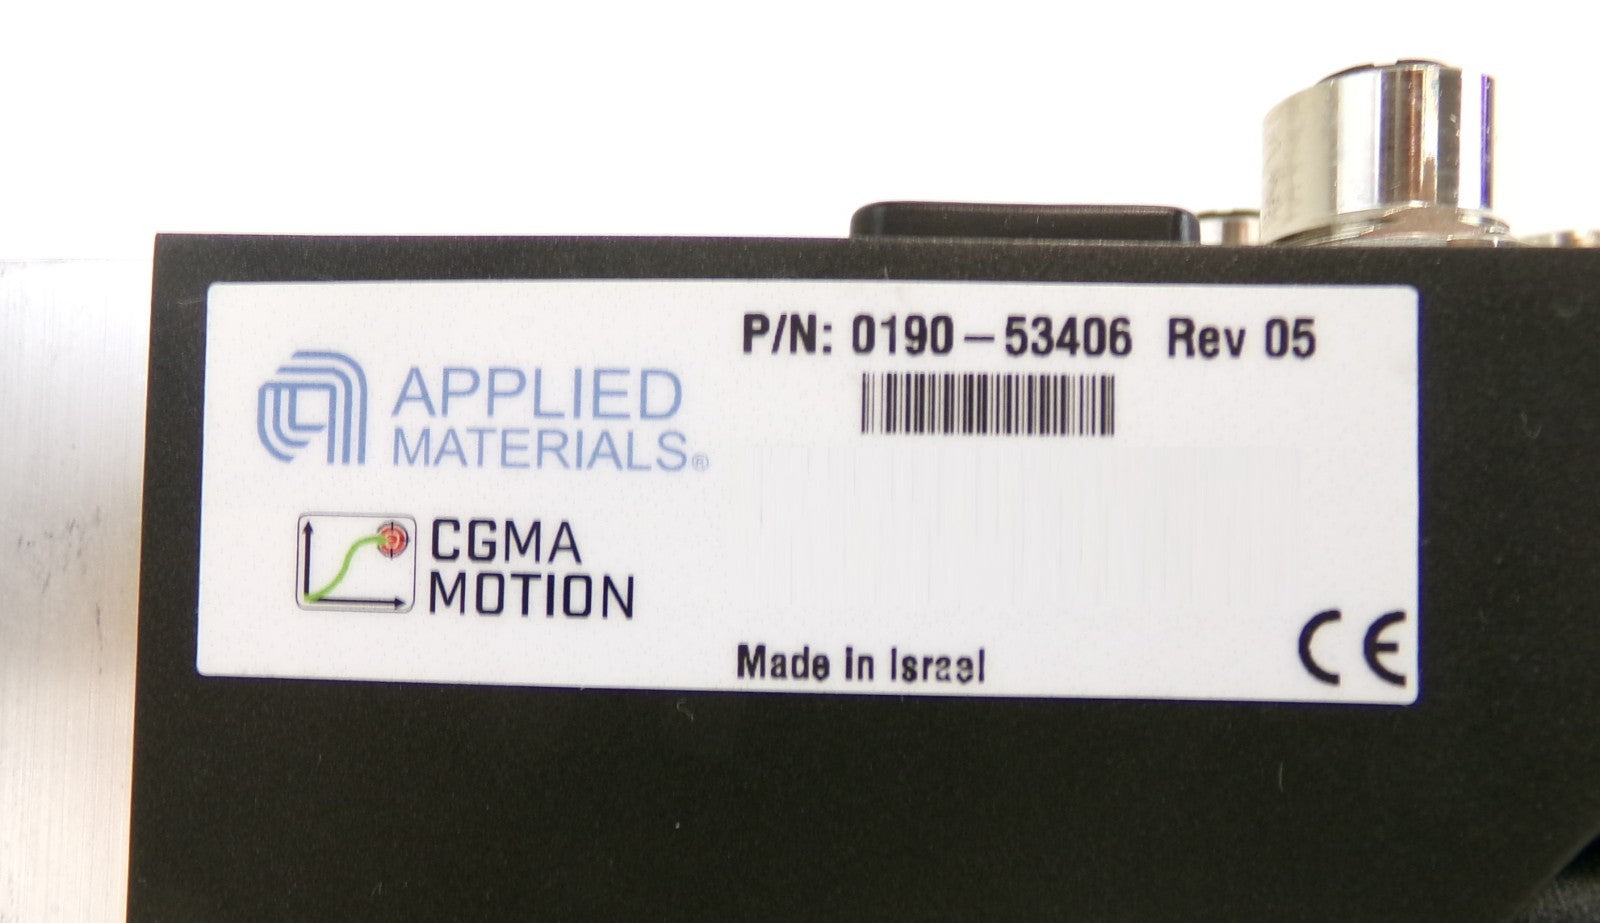 P/N: 0190-53406 Rev 05
APPLIED
MATERIALS®
CGMA
MOTION
Made in Israel
CE